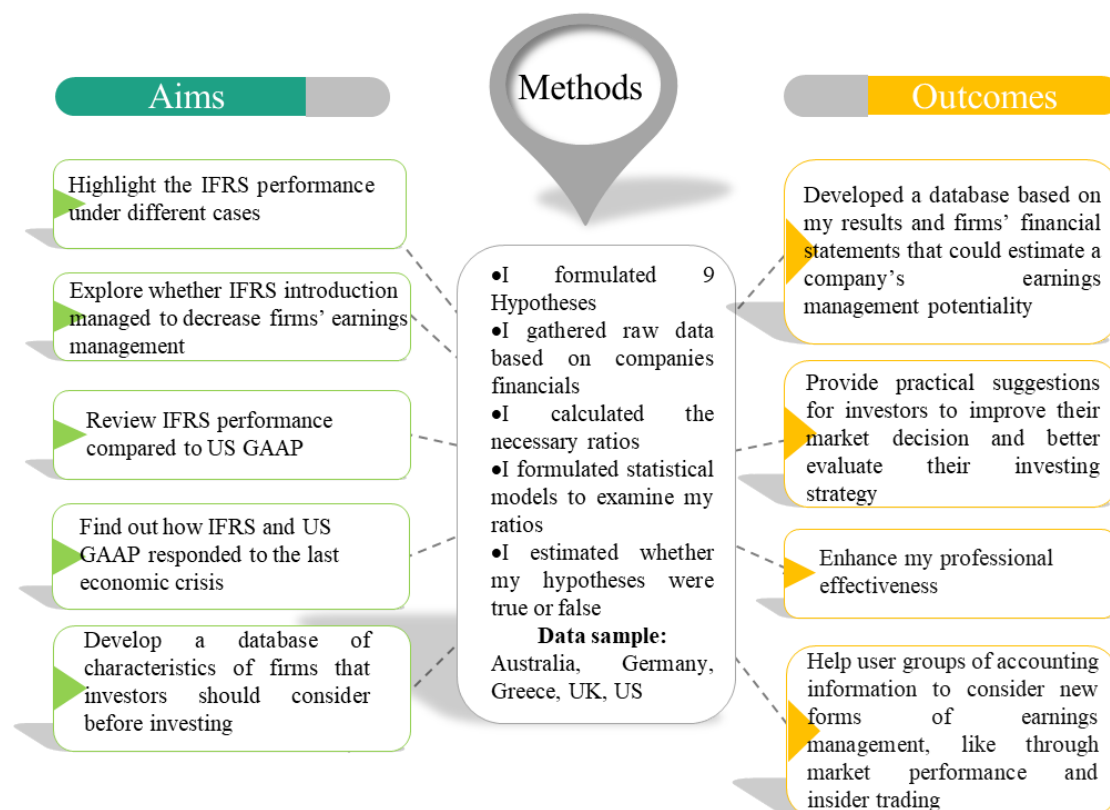 Aims
Highlight the IFRS performance
under different cases
Explore whether IFRS introduction
managed to decrease firms' earnings
management
Review IFRS performance
compared to US GAAP
Find out how IFRS and US
GAAP responded to the last
economic crisis
Develop a database of
characteristics of firms that
investors should consider
before investing
Methods
●I formulated 9
Hypotheses
●I gathered raw data
based on companies
financials
●I calculated the
necessary ratios
●I formulated statistical
models to examine my
ratios
●I estimated whether
my hypotheses were
true or false
Data sample:
Australia, Germany,
Greece, UK, US
Outcomes
Developed a database based on
my results and firms' financial
statements that could estimate a
company's earnings
management potentiality
Provide practical suggestions
for investors to improve their
market decision and better
evaluate their investing
strategy
Enhance my professional
effectiveness
Help user groups of accounting
information to consider new
forms of earnings
management, like through
market performance and
insider trading